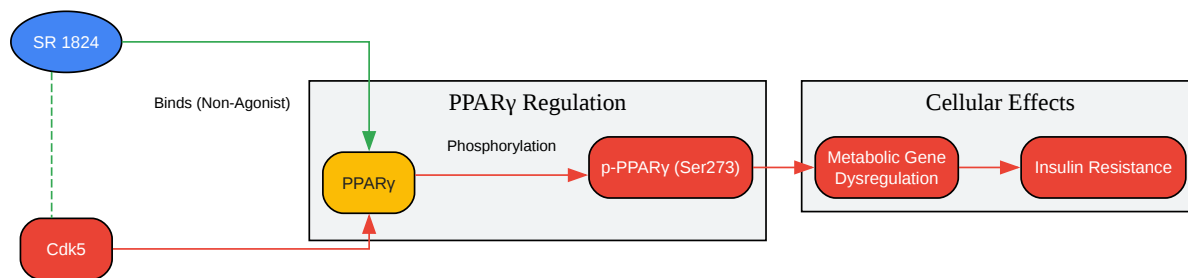 SR 1824
Binds (Non-Agonist)
PPARγ Regulation
Cellular Effects
Phosphorylation
PPARγ
p-PPARγ (Ser273)
Metabolic Gene
Dysregulation
Insulin Resistance
Cdk5